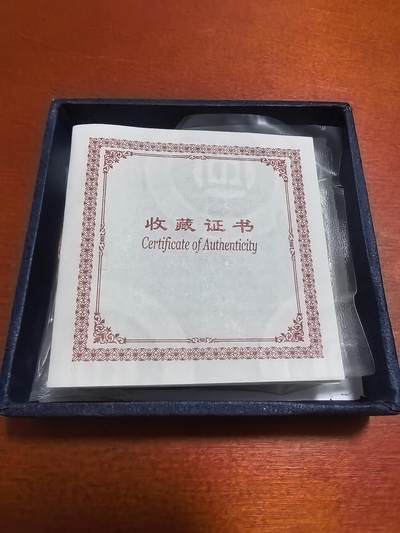 收藏证书
Certificate of Authenticity